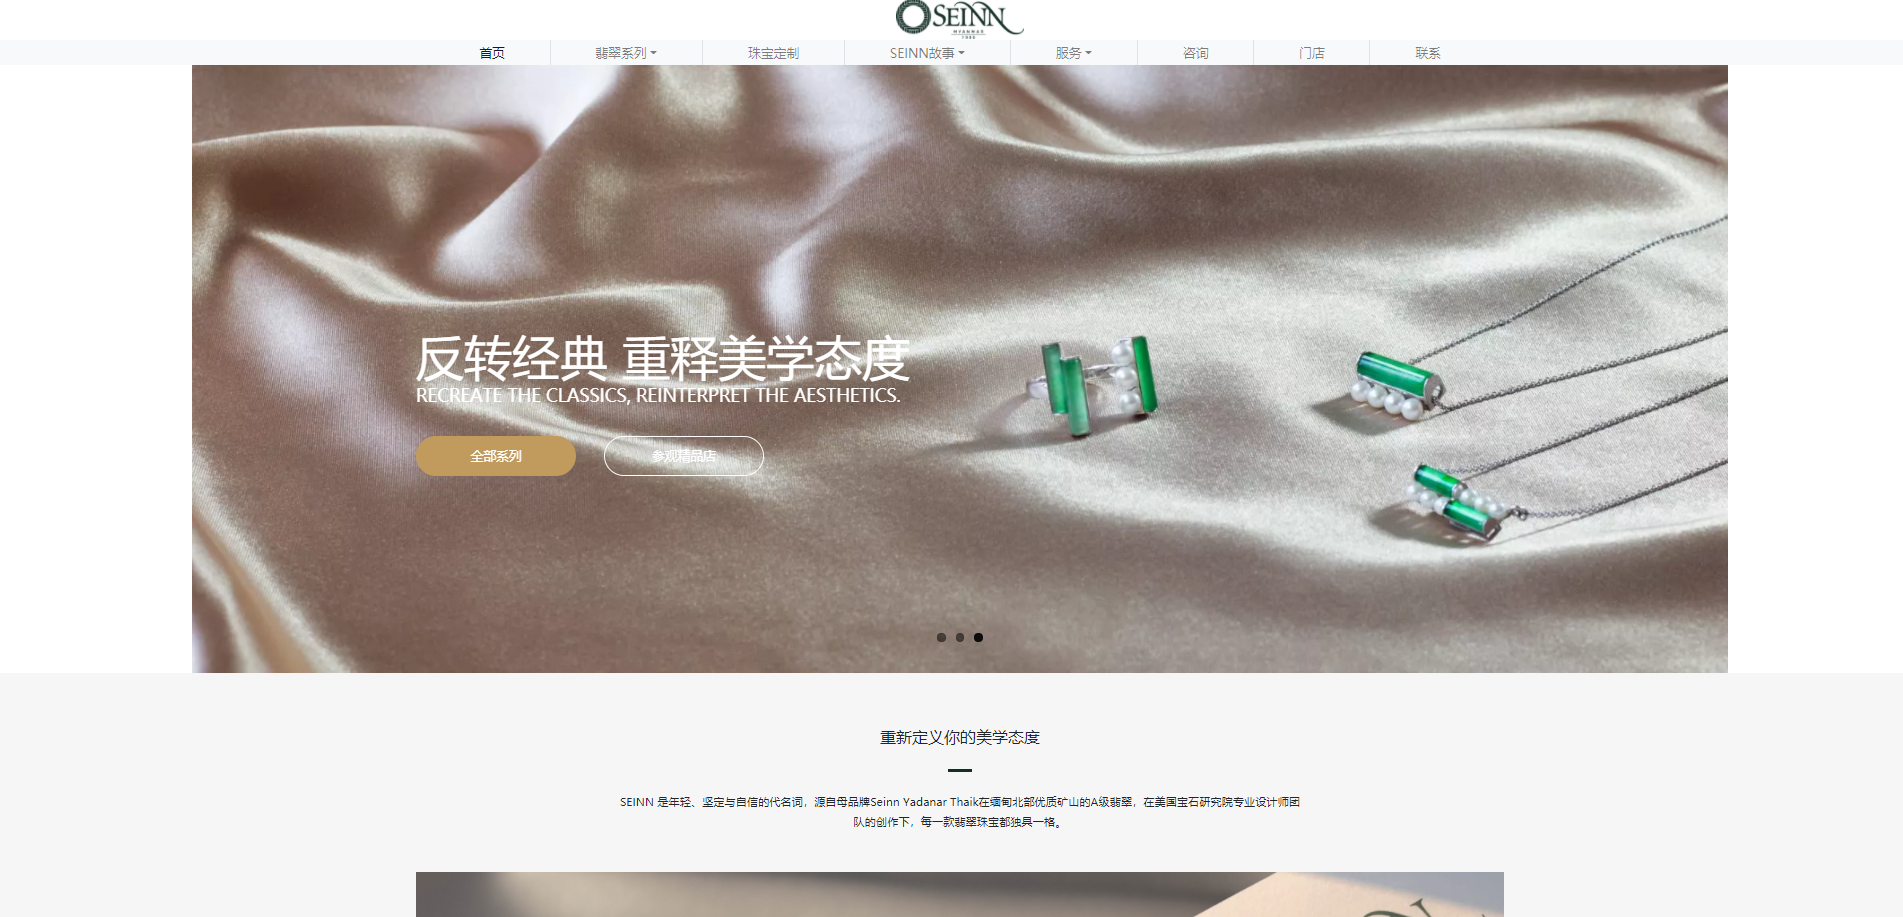 SEINN
MYANMAR
首页
翡翠系列
珠宝定制
SEINN故事
服务
咨询
门店
联系
反转经典 重释美学态度
RECREATE THE CLASSICS, REINTERPRET THE AESTHETICS.
全部系列
参观精品店
重新定义你的美学态度
SEINN 是年轻、坚定与自信的代名词，源自母品牌Seinn Yadanar Thaik在缅甸北部优质矿山的A级翡翠，在美国宝石研究院专业设计师团
队的创作下，每一款翡翠珠宝都独具一格。